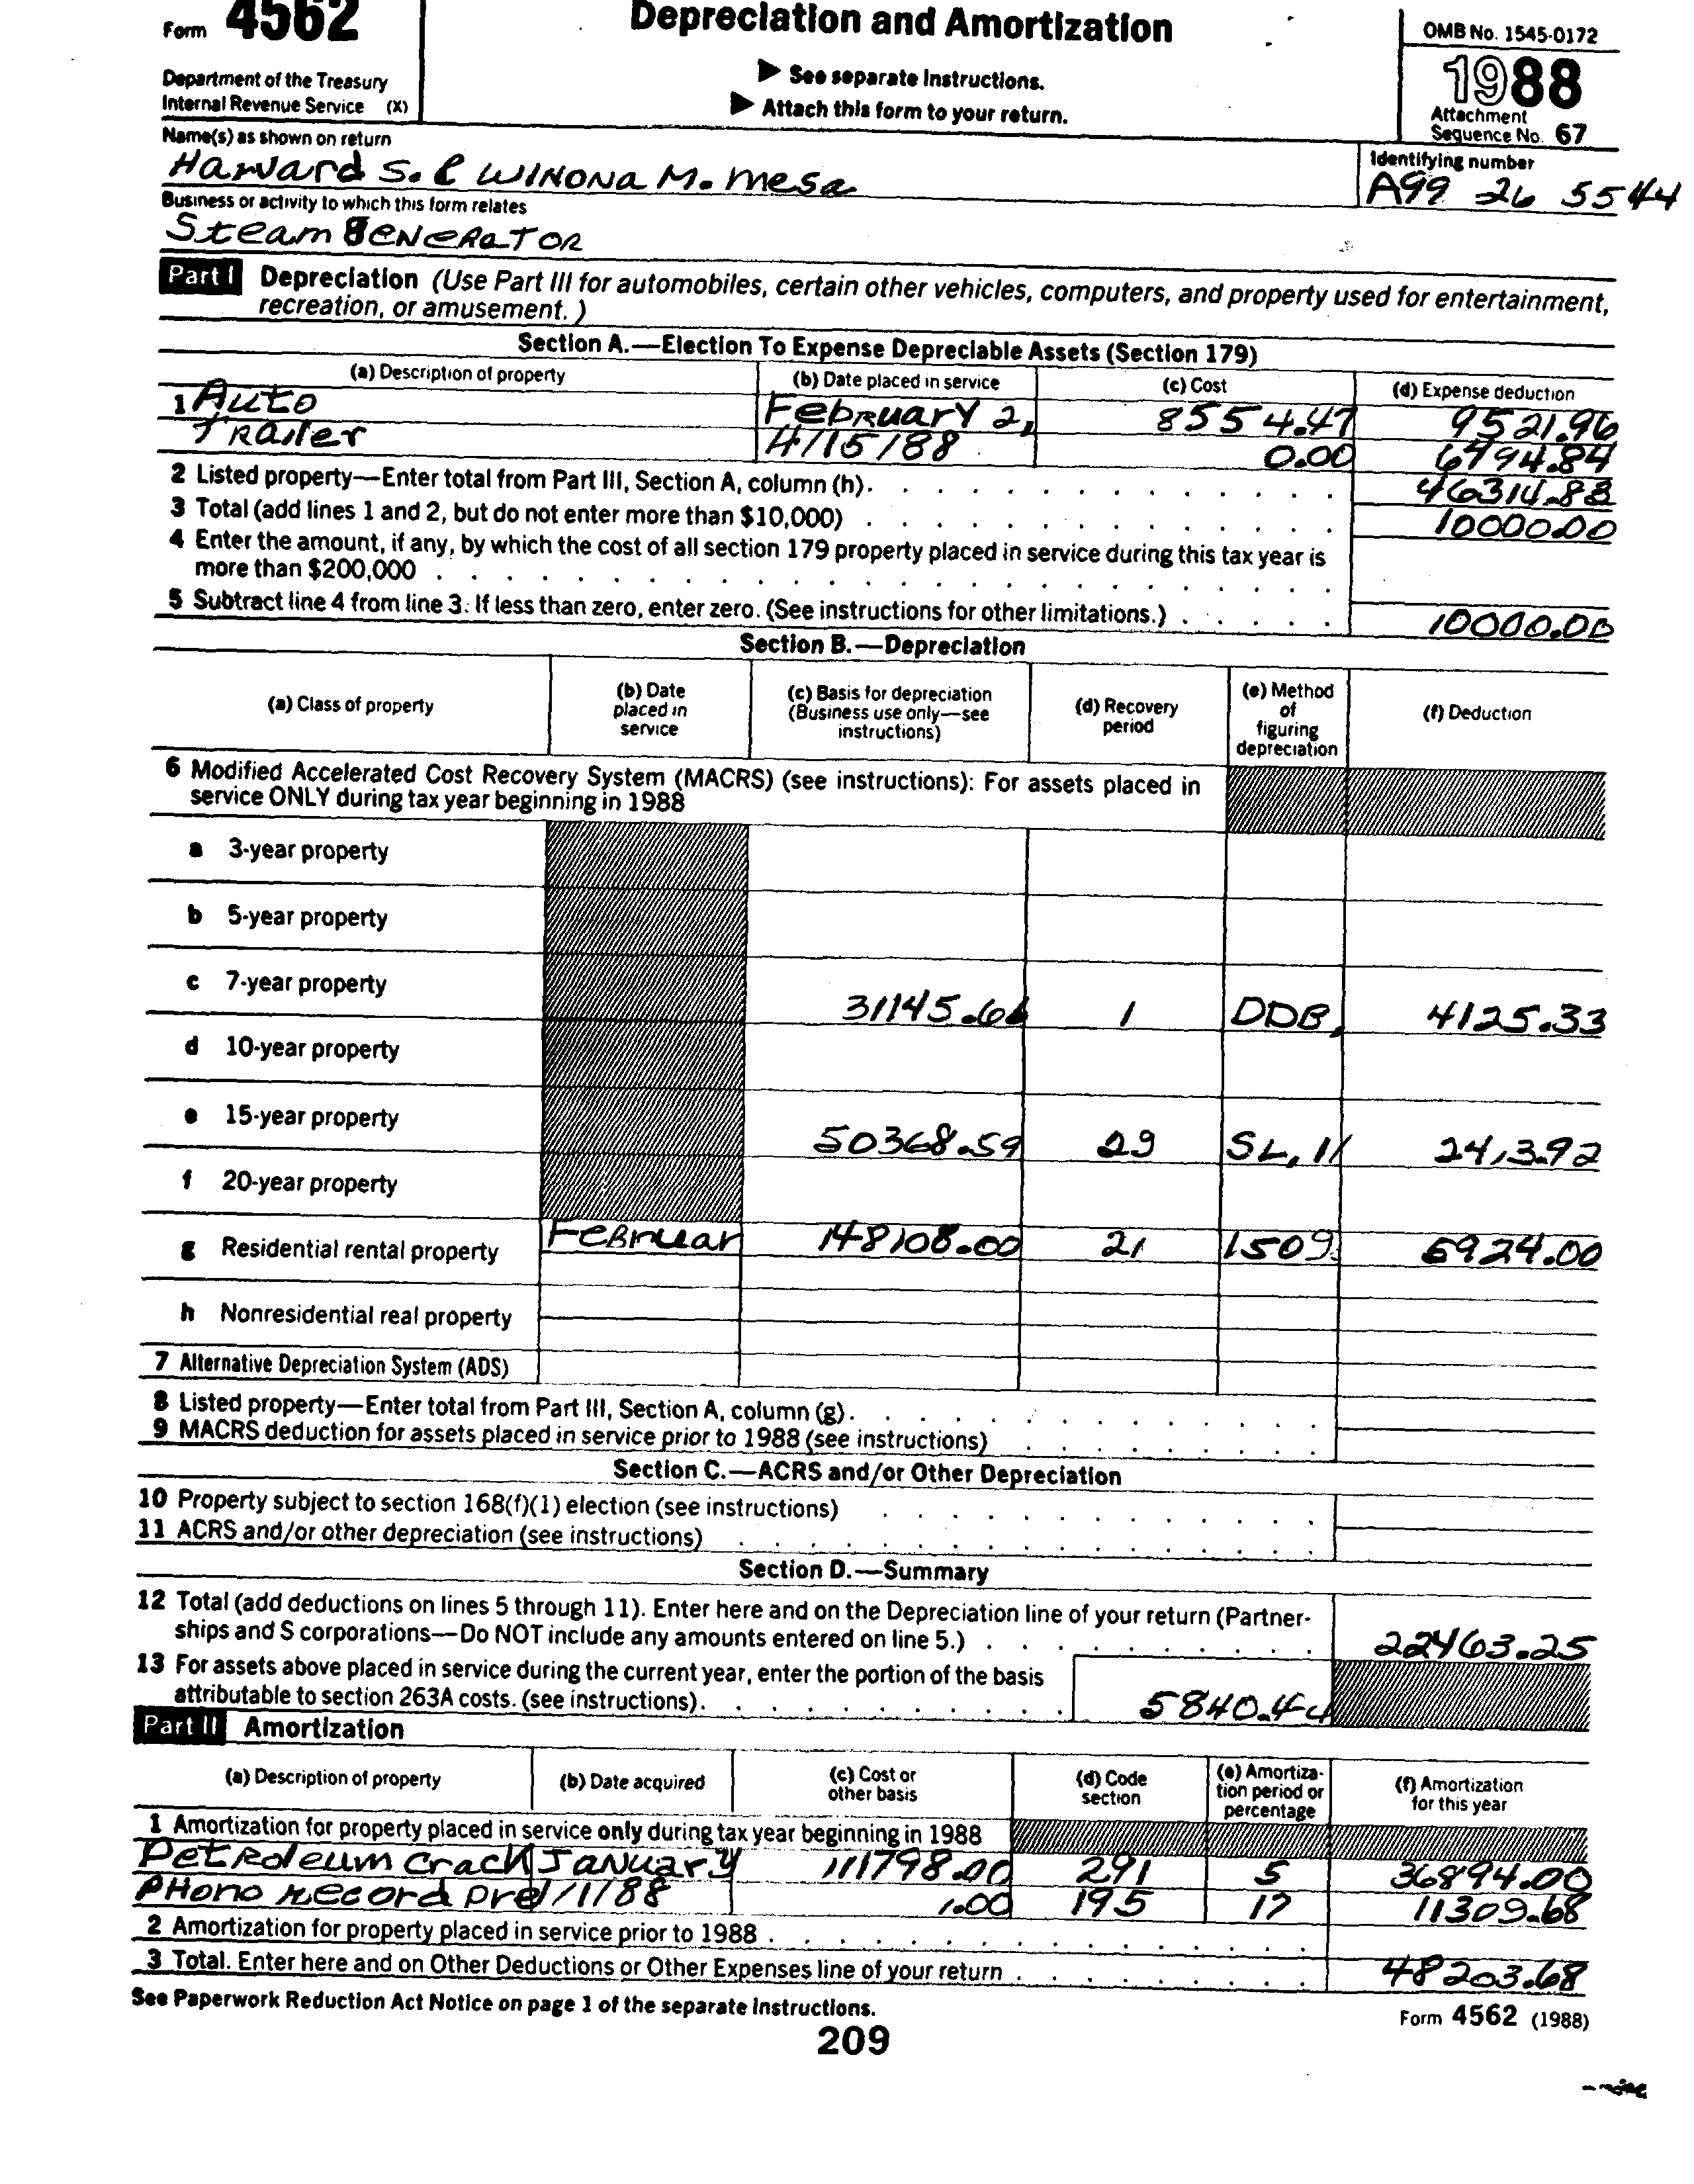 Form 4562
Depreciation and Amortization
OMB No. 1545-0172
Department of the Treasury
Internal Revenue Service (X)
▶ See separate Instructions.
▶ Attach this form to your return.
1988
Attachment
Sequence No. 67
Name(s) as shown on return
Harvard S. & WINONA M. Mesa
Identifying number
A99 26 5544
Business or activity to which this form relates
Steam GENERATOR
Part I Depreciation (Use Part III for automobiles, certain other vehicles, computers, and property used for entertainment,
recreation, or amusement.)
Section A.—Election To Expense Depreciable Assets (Section 179)
(a) Description of property (b) Date placed in service (c) Cost (d) Expense deduction
1 Auto February 2, 8554.47 9521.96
Trailer 4/15/88 0.00 6794.84
2 Listed property—Enter total from Part III, Section A, column (h). 46314.88
3 Total (add lines 1 and 2, but do not enter more than $10,000) 10000.00
4 Enter the amount, if any, by which the cost of all section 179 property placed in service during this tax year is
more than $200,000
5 Subtract line 4 from line 3. If less than zero, enter zero. (See instructions for other limitations.) 10000.00
Section B.—Depreciation
(a) Class of property (b) Date placed in service (c) Basis for depreciation (Business use only—see instructions) (d) Recovery period (e) Method of figuring depreciation (f) Deduction
6 Modified Accelerated Cost Recovery System (MACRS) (see instructions): For assets placed in
service ONLY during tax year beginning in 1988
a 3-year property
b 5-year property
c 7-year property 31145.66 1 DDB, 4125.33
d 10-year property
e 15-year property 50368.59 29 SL, 11 2413.92
f 20-year property
g Residential rental property Februar 148108.00 21 1509 5924.00
h Nonresidential real property
7 Alternative Depreciation System (ADS)
8 Listed property—Enter total from Part III, Section A, column (g).
9 MACRS deduction for assets placed in service prior to 1988 (see instructions)
Section C.—ACRS and/or Other Depreciation
10 Property subject to section 168(f)(1) election (see instructions)
11 ACRS and/or other depreciation (see instructions)
Section D.—Summary
12 Total (add deductions on lines 5 through 11). Enter here and on the Depreciation line of your return (Partner-
ships and S corporations—Do NOT include any amounts entered on line 5.) 22463.25
13 For assets above placed in service during the current year, enter the portion of the basis
attributable to section 263A costs. (see instructions). 5840.44
Part II Amortization
(a) Description of property (b) Date acquired (c) Cost or other basis (d) Code section (e) Amortiza-tion period or percentage (f) Amortization for this year
1 Amortization for property placed in service only during tax year beginning in 1988
Petroleum Crack January 111798.00 291 5 36894.00
PHono Record pre 1/1/88 1.00 195 17 11309.68
2 Amortization for property placed in service prior to 1988
3 Total. Enter here and on Other Deductions or Other Expenses line of your return 48203.68
See Paperwork Reduction Act Notice on page 1 of the separate Instructions.
Form 4562 (1988)
209